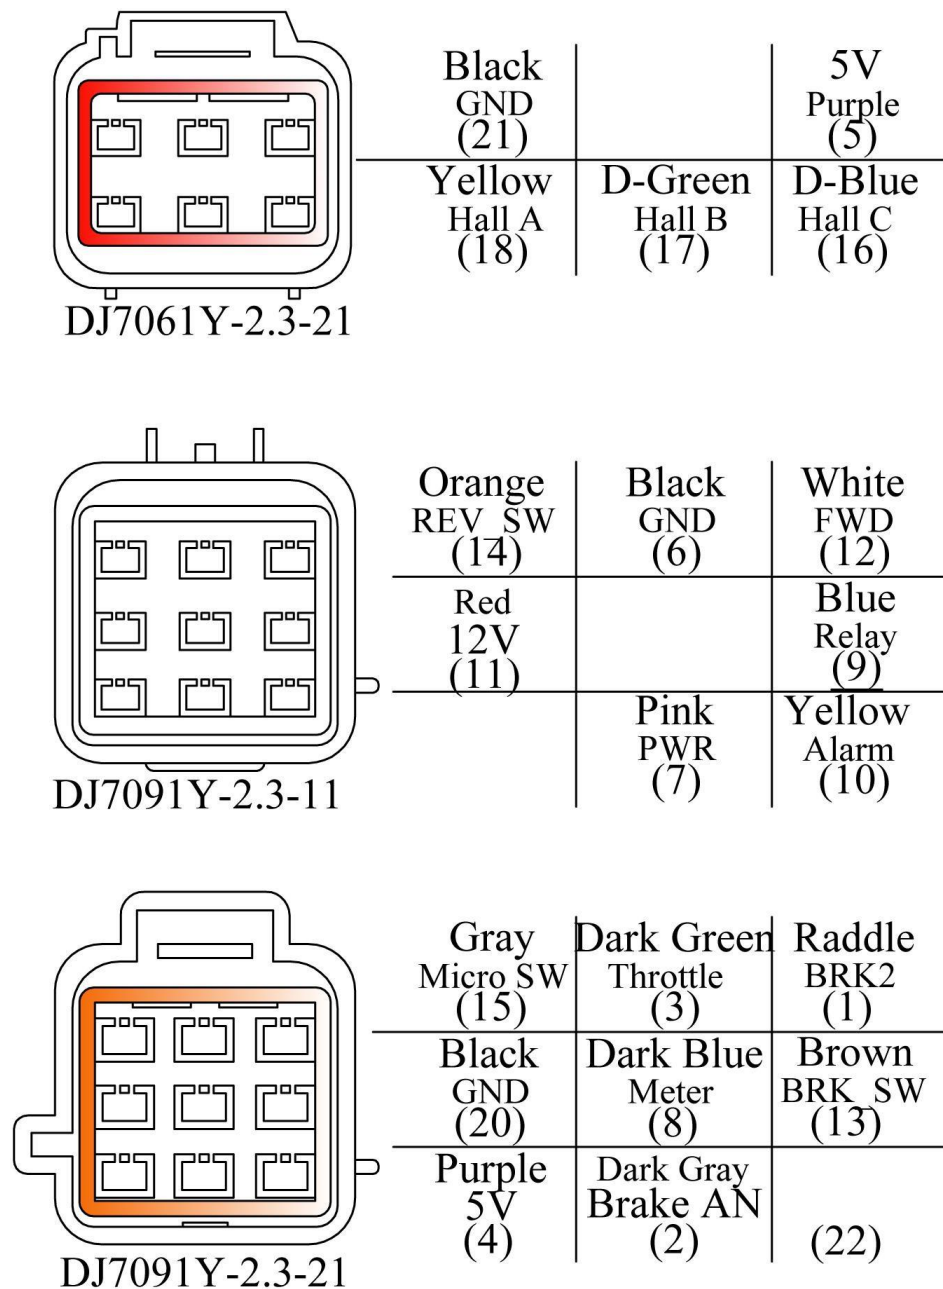 Black
GND
(21)
5V
Purple
(5)
Yellow
Hall A
(18)
D-Green
Hall B
(17)
D-Blue
Hall C
(16)
DJ7061Y-2.3-21
Orange
REV_SW
(14)
Black
GND
(6)
White
FWD
(12)
Red
12V
(11)
Blue
Relay
(9)
Pink
PWR
(7)
Yellow
Alarm
(10)
DJ7091Y-2.3-11
Gray
Micro SW
(15)
Dark Green
Throttle
(3)
Raddle
BRK2
(1)
Black
GND
(20)
Dark Blue
Meter
(8)
Brown
BRK_SW
(13)
Purple
5V
(4)
Dark Gray
Brake AN
(2)
(22)
DJ7091Y-2.3-21